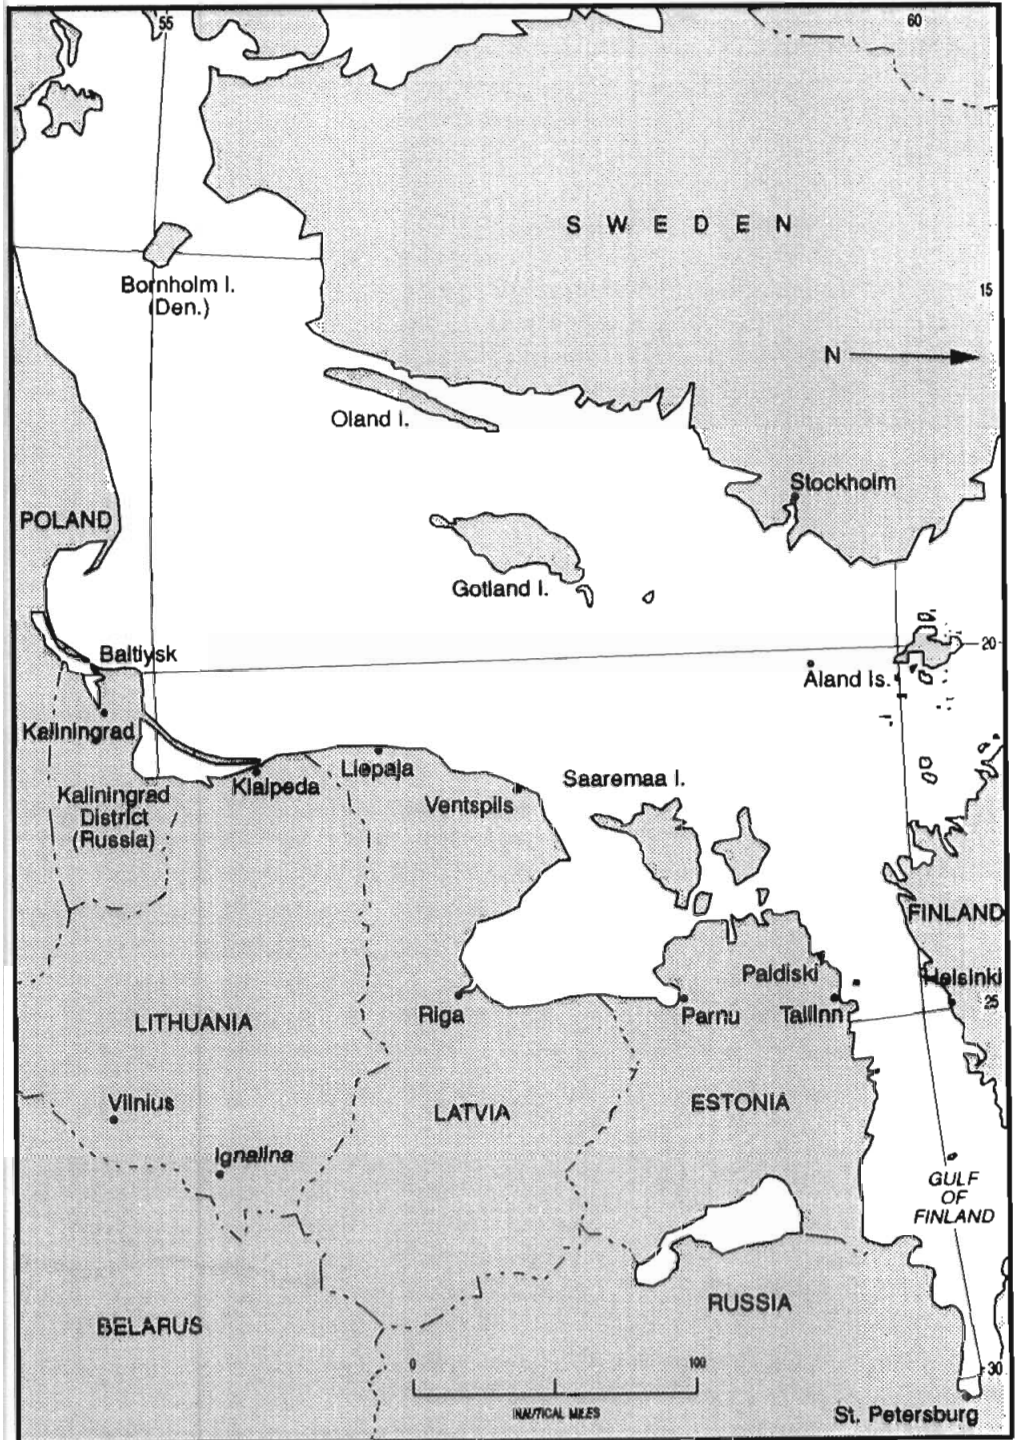 55
60
S W E D E N
Bornholm I.
(Den.)
15
N
Oland I.
Stockholm
POLAND
Gotland I.
20
Baltiysk
Åland Is.
Kaliningrad
Liepaja
Saaremaa I.
Klaipeda
Ventspils
Kaliningrad
District
(Russia)
FINLAND
Paldiski
Helsinki
25
Riga
Parnu
Tallinn
LITHUANIA
Vilnius
LATVIA
ESTONIA
Ignalina
GULF
OF
FINLAND
RUSSIA
BELARUS
0
100
30
NAUTICAL MILES
St. Petersburg